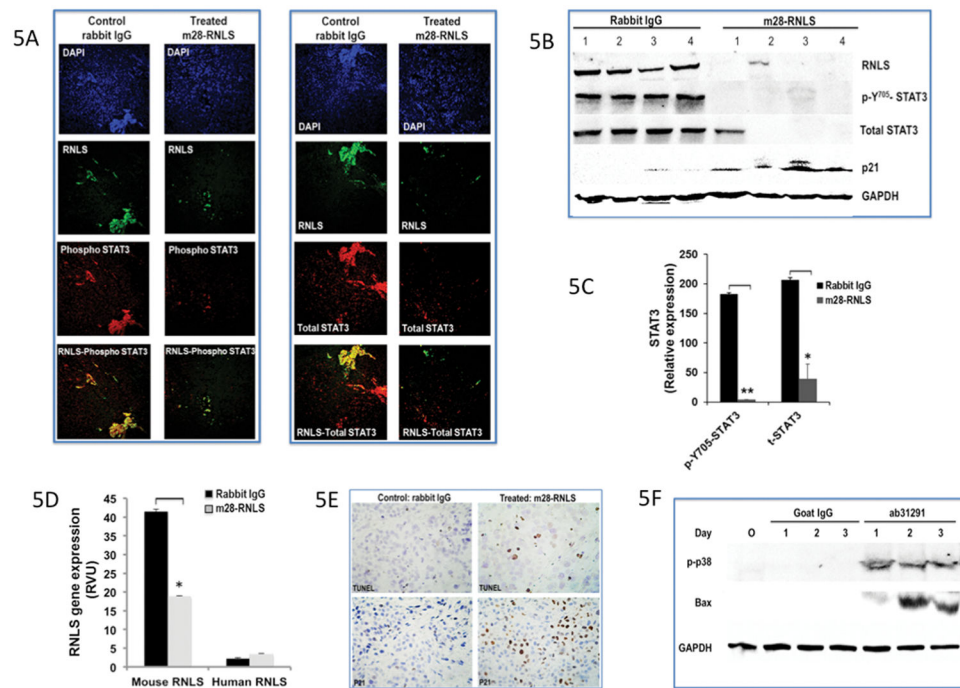 5A
Control
rabbit IgG
Treated
m28-RNLS
DAPI
DAPI
RNLS
RNLS
Phospho STAT3
Phospho STAT3
RNLS-Phospho STAT3
RNLS-Phospho STAT3
Control
rabbit IgG
Treated
m28-RNLS
DAPI
DAPI
RNLS
RNLS
Total STAT3
Total STAT3
RNLS-Total STAT3
RNLS-Total STAT3
5B
Rabbit IgG m28-RNLS
1 2 3 4 1 2 3 4
RNLS
p-Y705- STAT3
Total STAT3
p21
GAPDH
5C
STAT3
(Relative expression)
250
200
150
100
50
0
Rabbit IgG
m28-RNLS
**
*
p-Y705-STAT3
t-STAT3
5D
RNLS gene expression
(RVU)
45
40
35
30
25
20
15
10
5
0
Rabbit IgG
m28-RNLS
*
Mouse RNLS Human RNLS
5E
Control: rabbit IgG Treated: m28-RNLS
TUNEL
TUNEL
P21
P21
5F
Goat IgG ab31291
Day O 1 2 3 1 2 3
p-p38
Bax
GAPDH